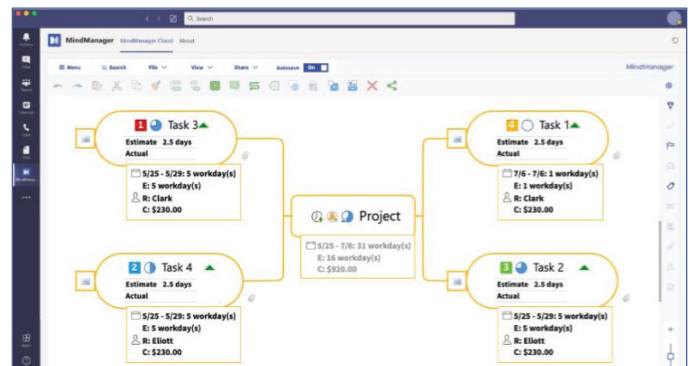 Search
MindManager MindManager Cloud About
Menu Search File View Share Autosave On MindManager
1 Task 3
Estimate 2.5 days
Actual
5/25 - 5/29: 5 workday(s)
E: 5 workday(s)
R: Clark
C: $230.00
4 Task 1
Estimate 2.5 days
Actual
7/6 - 7/6: 1 workday(s)
E: 1 workday(s)
R: Clark
C: $230.00
Project
5/25 - 7/6: 31 workday(s)
E: 16 workday(s)
C: $920.00
2 Task 4
Estimate 2.5 days
Actual
5/25 - 5/29: 5 workday(s)
E: 5 workday(s)
R: Eliott
C: $230.00
3 Task 2
Estimate 2.5 days
Actual
5/25 - 5/29: 5 workday(s)
E: 5 workday(s)
R: Eliott
C: $230.00